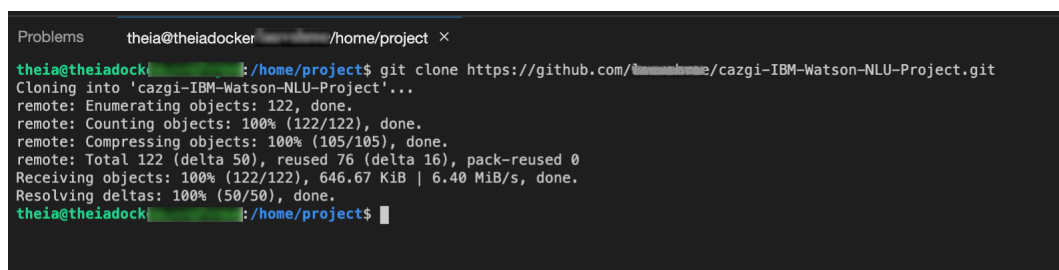 Problems theia@theiadocker /home/project ×
theia@theiadock :/home/project$ git clone https://github.com/ e/cazgi-IBM-Watson-NLU-Project.git
Cloning into 'cazgi-IBM-Watson-NLU-Project'...
remote: Enumerating objects: 122, done.
remote: Counting objects: 100% (122/122), done.
remote: Compressing objects: 100% (105/105), done.
remote: Total 122 (delta 50), reused 76 (delta 16), pack-reused 0
Receiving objects: 100% (122/122), 646.67 KiB | 6.40 MiB/s, done.
Resolving deltas: 100% (50/50), done.
theia@theiadock :/home/project$